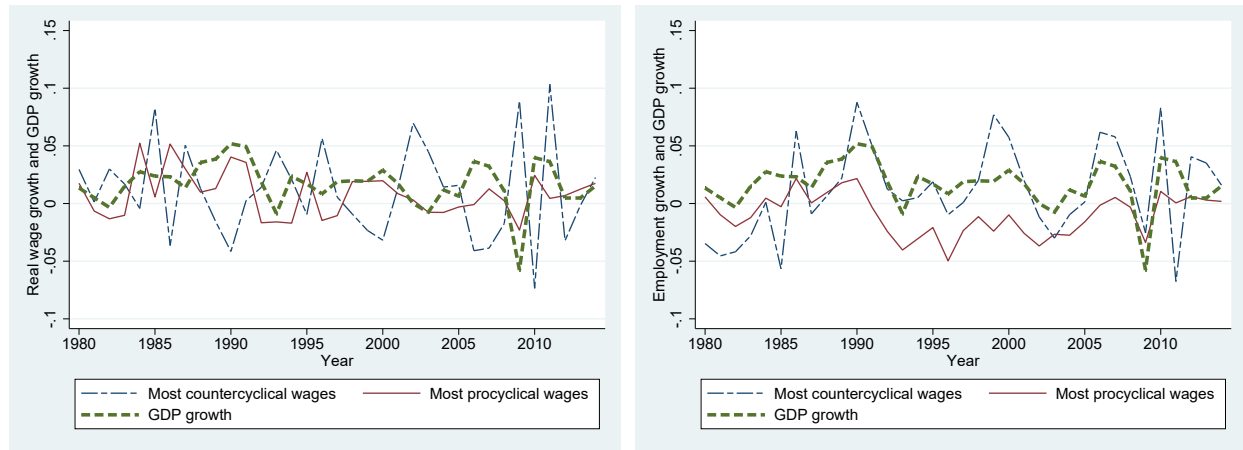 Real wage growth and GDP growth
.15
.1
.05
0
-.05
-.1
1980 1985 1990 1995 2000 2005 2010
Year
Most countercyclical wages Most procyclical wages
GDP growth
Employment growth and GDP growth
.15
.1
.05
0
-.05
-.1
1980 1985 1990 1995 2000 2005 2010
Year
Most countercyclical wages Most procyclical wages
GDP growth